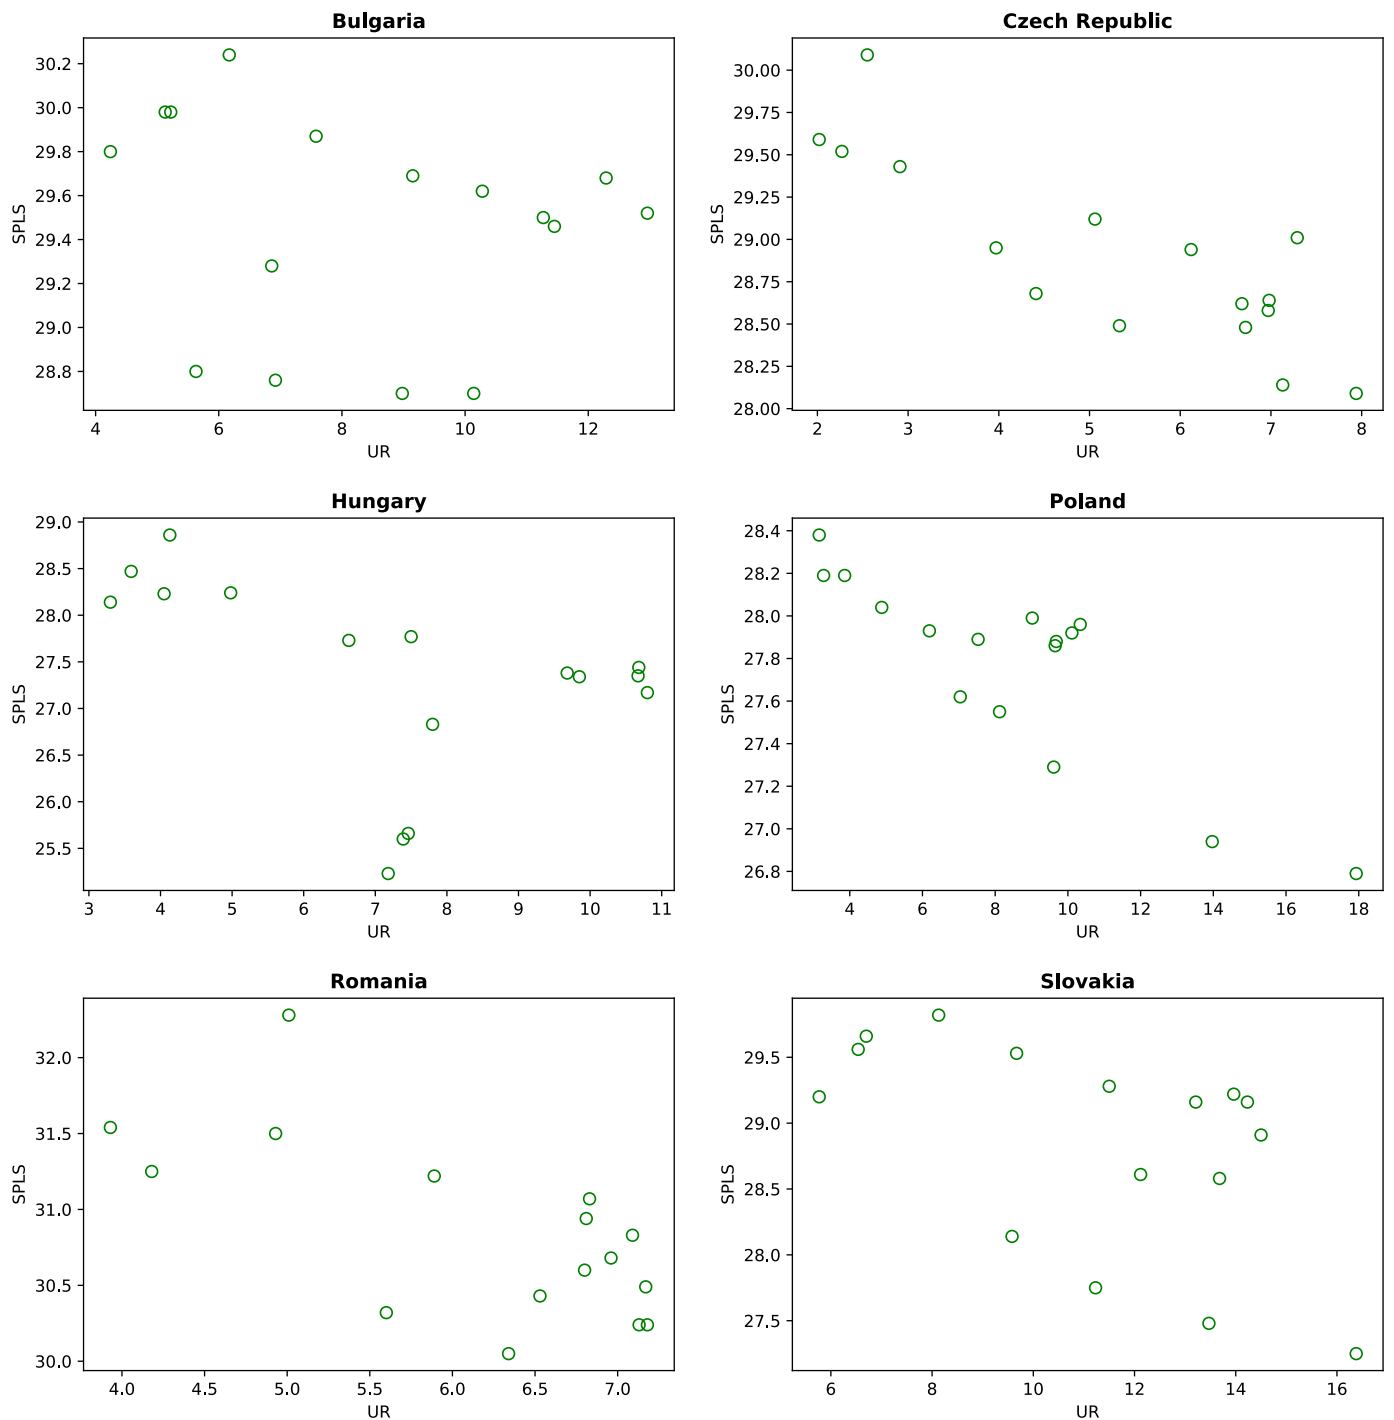 Bulgaria
SPLS
30.2
30.0
29.8
29.6
29.4
29.2
29.0
28.8
4 6 8 10 12
UR
Czech Republic
SPLS
30.00
29.75
29.50
29.25
29.00
28.75
28.50
28.25
28.00
2 3 4 5 6 7 8
UR
Hungary
SPLS
29.0
28.5
28.0
27.5
27.0
26.5
26.0
25.5
3 4 5 6 7 8 9 10 11
UR
Poland
SPLS
28.4
28.2
28.0
27.8
27.6
27.4
27.2
27.0
26.8
4 6 8 10 12 14 16 18
UR
Romania
SPLS
32.0
31.5
31.0
30.5
30.0
4.0 4.5 5.0 5.5 6.0 6.5 7.0
UR
Slovakia
SPLS
29.5
29.0
28.5
28.0
27.5
6 8 10 12 14 16
UR